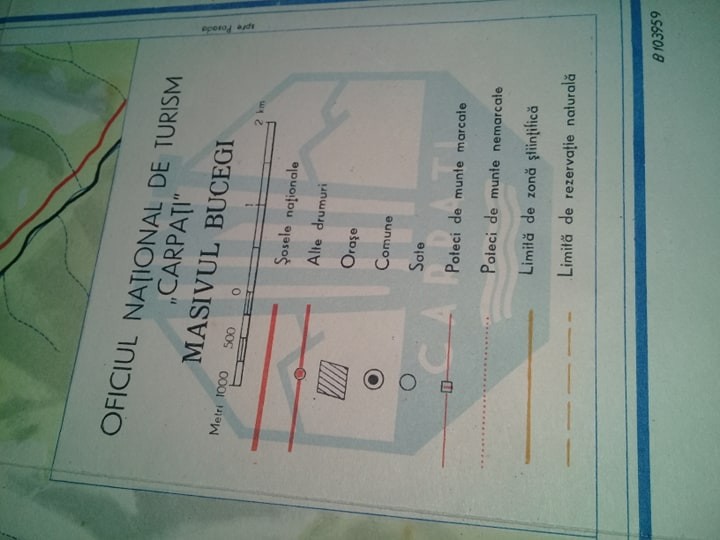 OFICIUL NAȚIONAL DE TURISM
„CARPAȚI”
MASIVUL BUCEGI
Metri 1000 500 0 1 2 km
Șosele naționale
Alte drumuri
Orașe
Comune
Sate
Poteci de munte marcate
Poteci de munte nemarcate
Limită de zonă științifică
Limită de rezervație naturală
CARPAȚI
spre Posada
B 103959